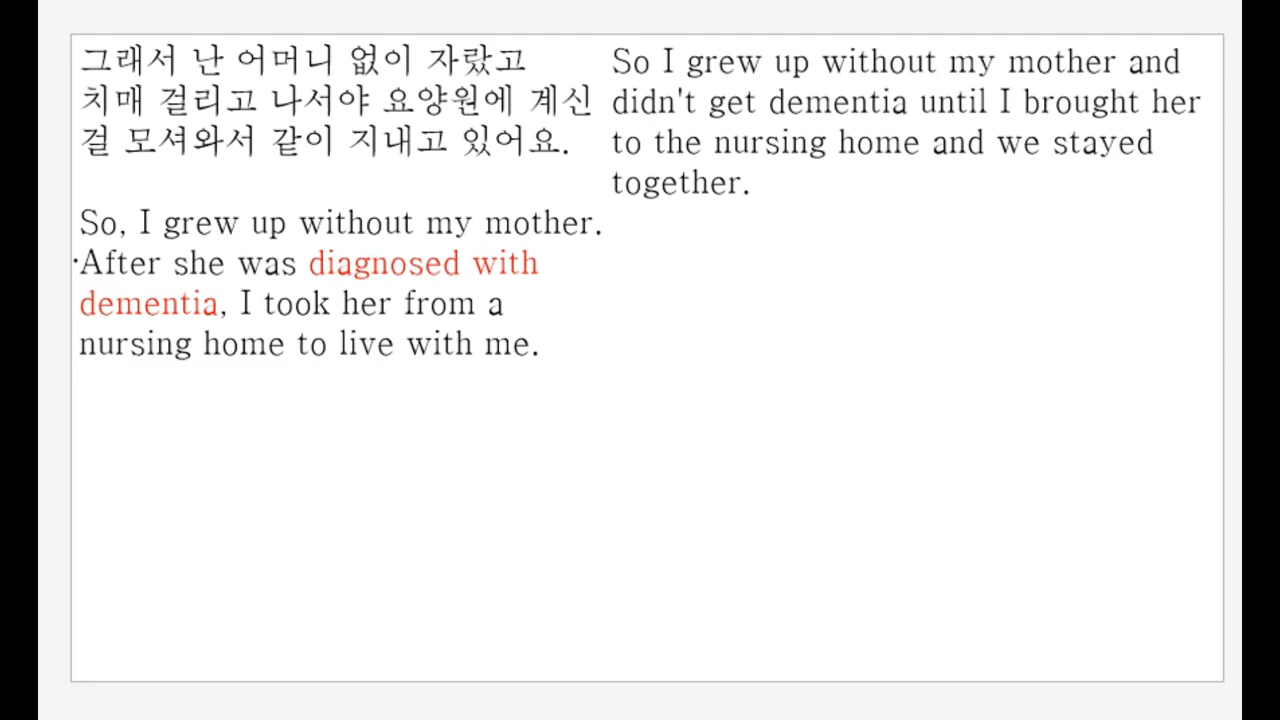 그래서 난 어머니 없이 자랐고
치매 걸리고 나서야 요양원에 계신
걸 모셔와서 같이 지내고 있어요.
So, I grew up without my mother.
·After she was diagnosed with
dementia, I took her from a
nursing home to live with me.
So I grew up without my mother and
didn't get dementia until I brought her
to the nursing home and we stayed
together.